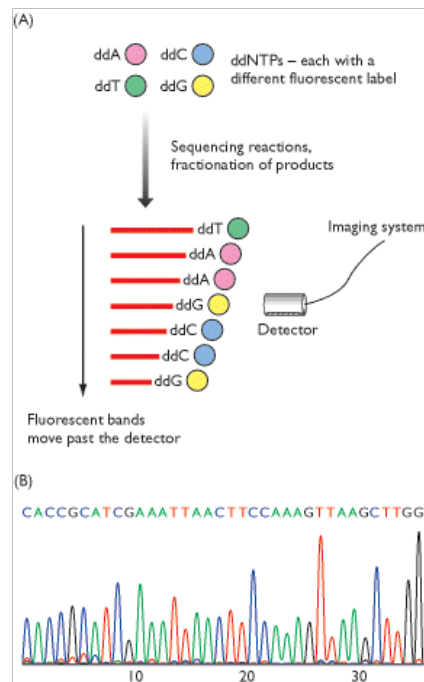 (A)
ddA ddC
ddT ddG
ddNTPs – each with a
different fluorescent label
Sequencing reactions,
fractionation of products
ddT
ddA
ddA
ddG
ddC
ddC
ddG
Imaging system
Detector
Fluorescent bands
move past the detector
(B)
CACCGCATCGAAATTAACTTCCAAAGTTAAGCTTGG
10 20 30